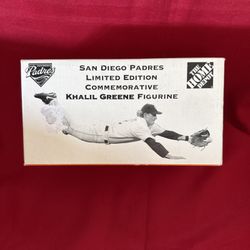 Padres
SAN DIEGO PADRES
LIMITED EDITION
COMMEMORATIVE
KHALIL GREENE FIGURINE
THE
HOME
DEPOT